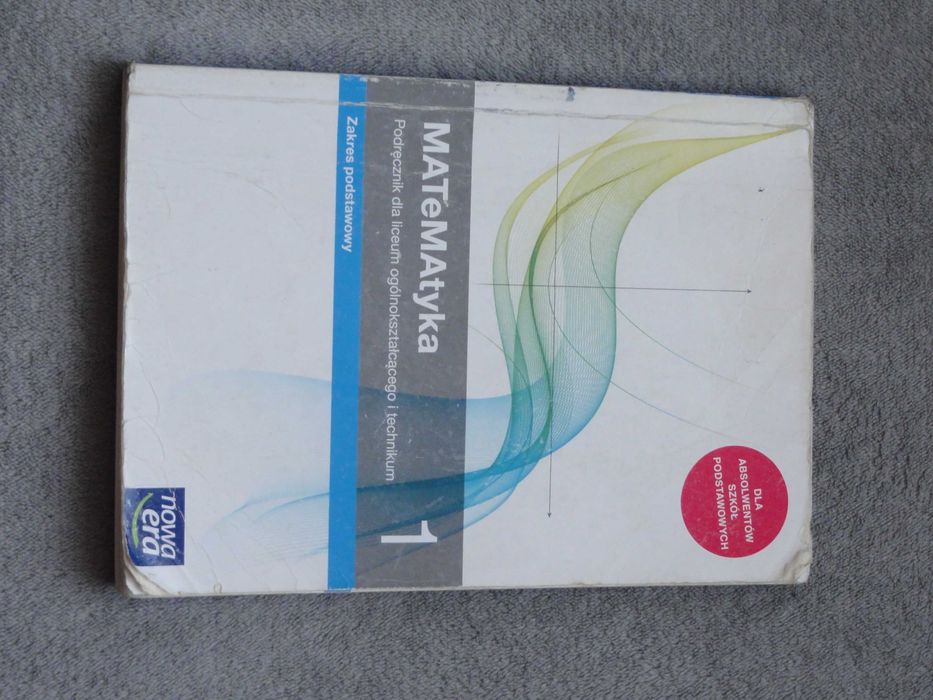 DLA
ABSOLWENTÓW
SZKÓŁ
PODSTAWOWYCH
MATeMAtyka 1
Podręcznik dla liceum ogólnokształcącego i technikum
Zakres podstawowy
nowa
era